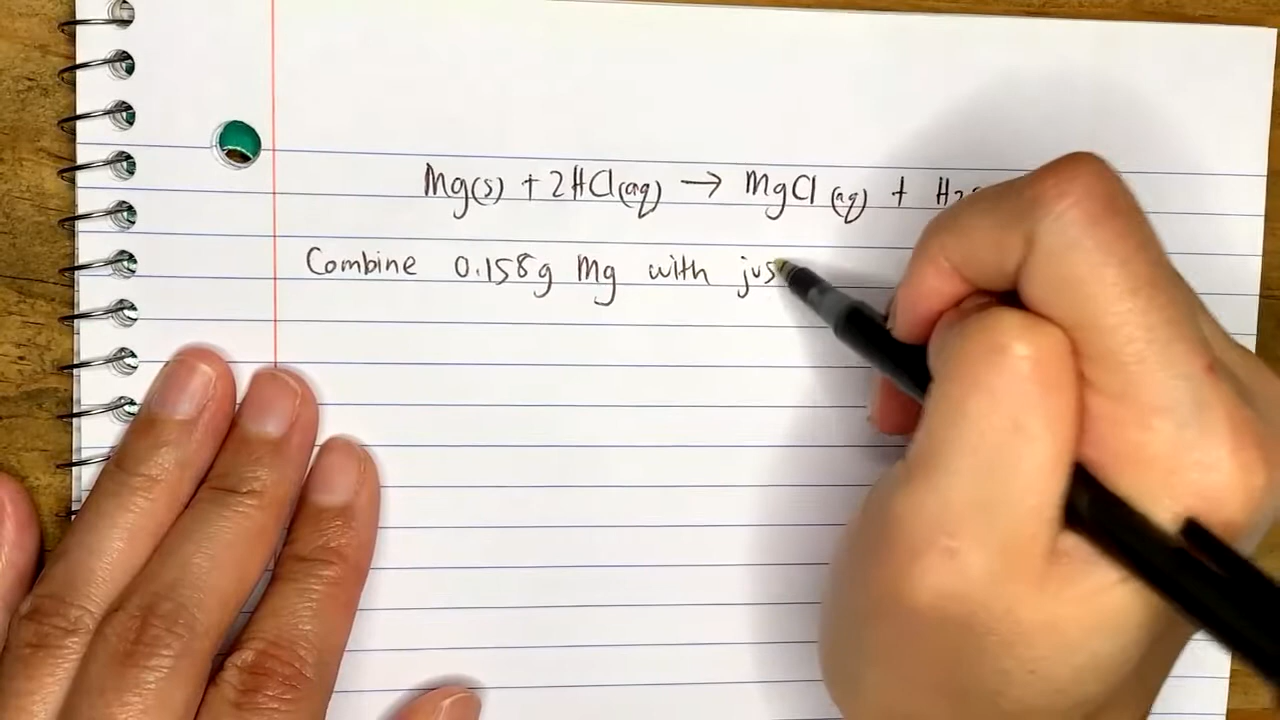 Mg(s) + 2HCl(aq) → MgCl (aq) + H2
Combine 0.158g Mg with jus